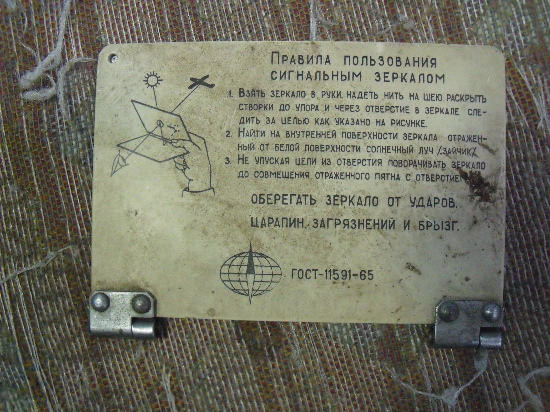 Правила пользования
сигнальным зеркалом
1. Взять зеркало в руки, надеть нить на шею раскрыть
створки до упора и через отверстие в зеркале сле-
дить за целью как указано на рисунке.
2. Найти на внутренней поверхности зеркала отражен-
ный от белой поверхности солнечный луч /зайчик/
3. Не упуская цели из отверстия поворачивать зеркало
до совмещения отраженного пятна с отверстием
оберегать зеркало от ударов,
царапин, загрязнений и брызг.
ГОСТ-11591-65